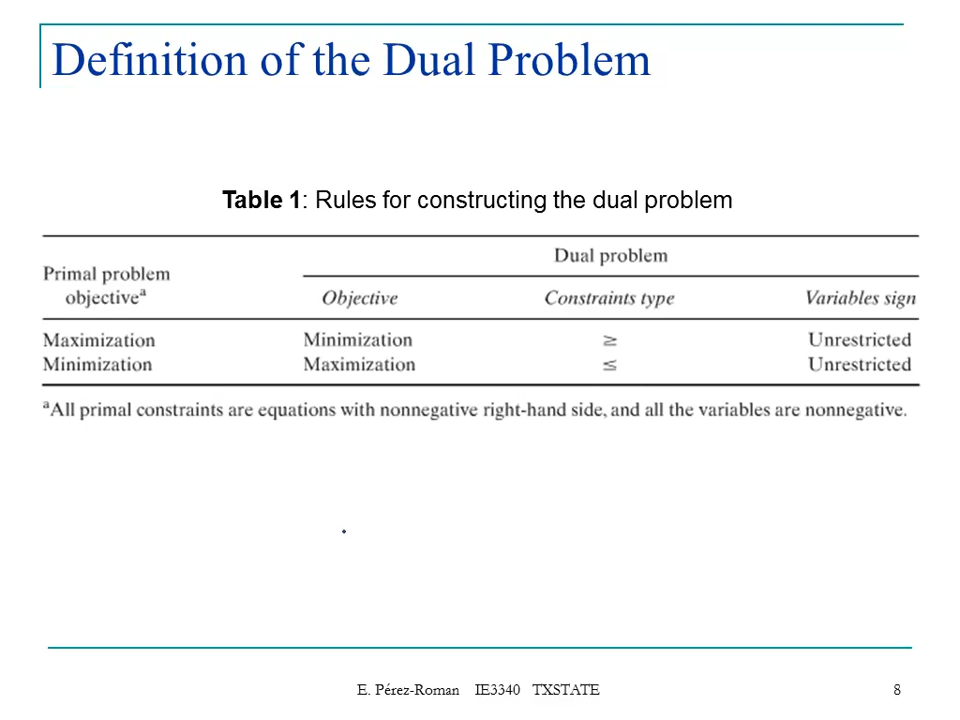 Definition of the Dual Problem
Table 1: Rules for constructing the dual problem
Dual problem
Primal problem
objectiveᵃ
Objective Constraints type Variables sign
Maximization Minimization ≥ Unrestricted
Minimization Maximization ≤ Unrestricted
ᵃAll primal constraints are equations with nonnegative right-hand side, and all the variables are nonnegative.
E. Pérez-Roman IE3340 TXSTATE 8